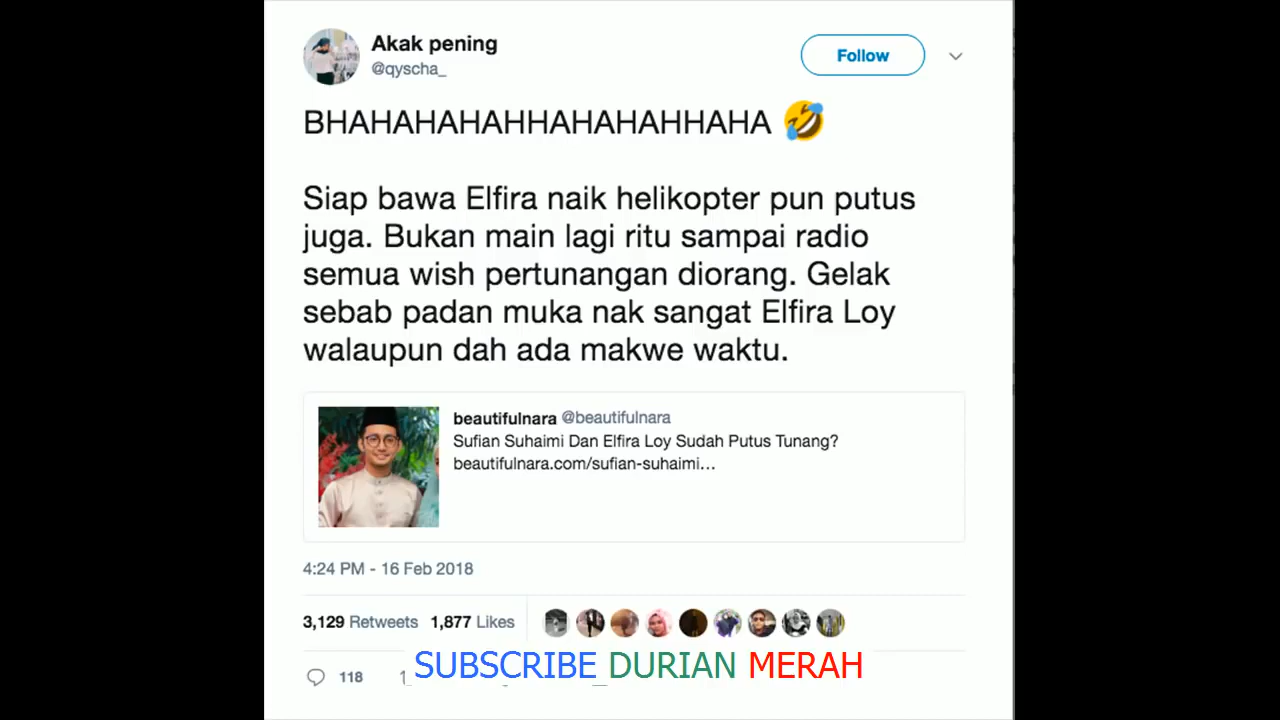 Akak pening
@qyscha_
Follow
BHAHAHAHAHHAHAHAHHAHA 🤣
Siap bawa Elfira naik helikopter pun putus
juga. Bukan main lagi ritu sampai radio
semua wish pertunangan diorang. Gelak
sebab padan muka nak sangat Elfira Loy
walaupun dah ada makwe waktu.
beautifulnara @beautifulnara
Sufian Suhaimi Dan Elfira Loy Sudah Putus Tunang?
beautifulnara.com/sufian-suhaimi…
4:24 PM - 16 Feb 2018
3,129 Retweets 1,877 Likes
SUBSCRIBE DURIAN MERAH
118